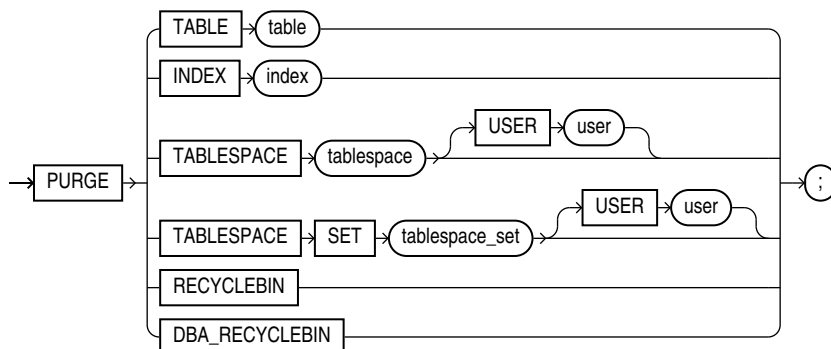 TABLE table
INDEX index
USER user
TABLESPACE tablespace
PURGE ;
USER user
TABLESPACE SET tablespace_set
RECYCLEBIN
DBA_RECYCLEBIN